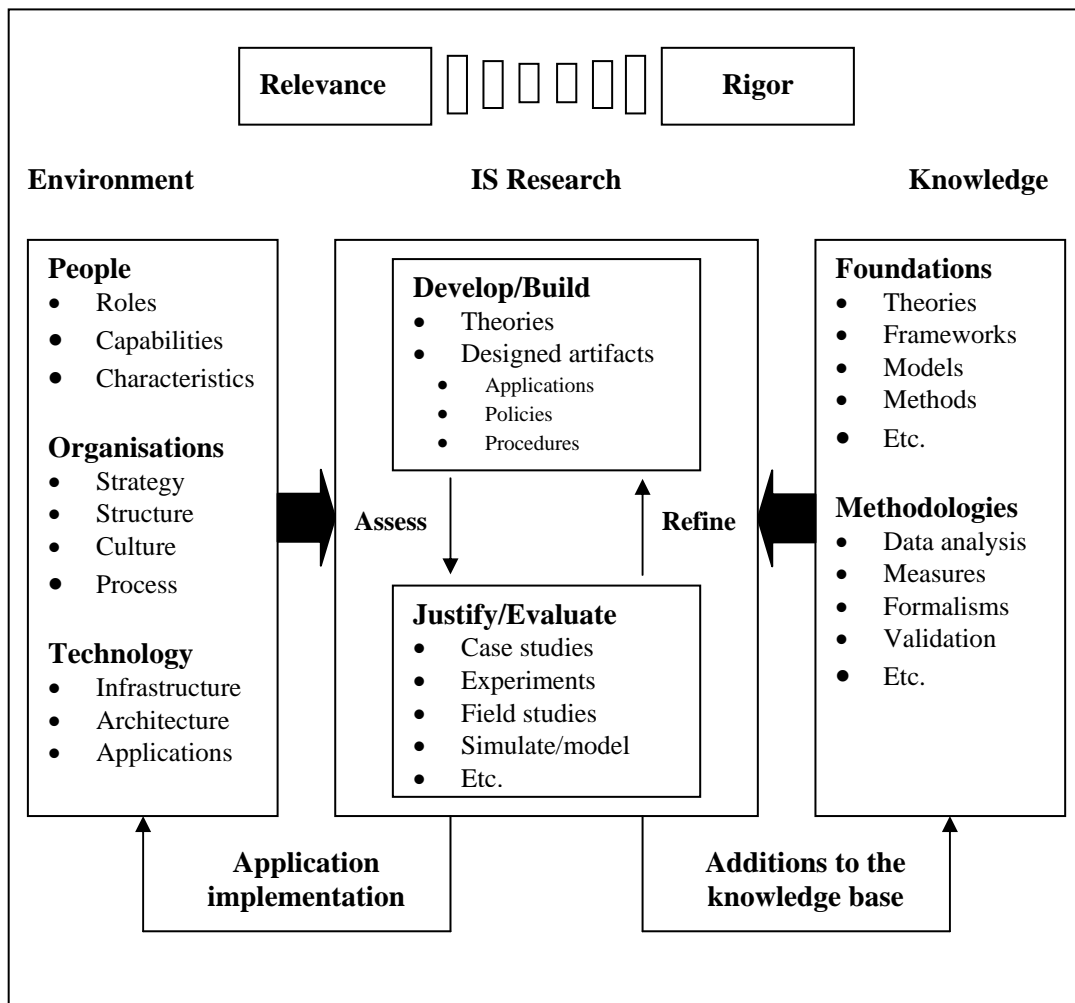 Relevance
Rigor
Environment
IS Research
Knowledge
People
• Roles
• Capabilities
• Characteristics
Organisations
• Strategy
• Structure
• Culture
• Process
Technology
• Infrastructure
• Architecture
• Applications
Develop/Build
• Theories
• Designed artifacts
• Applications
• Policies
• Procedures
Assess
Refine
Justify/Evaluate
• Case studies
• Experiments
• Field studies
• Simulate/model
• Etc.
Foundations
• Theories
• Frameworks
• Models
• Methods
• Etc.
Methodologies
• Data analysis
• Measures
• Formalisms
• Validation
• Etc.
Application
implementation
Additions to the
knowledge base